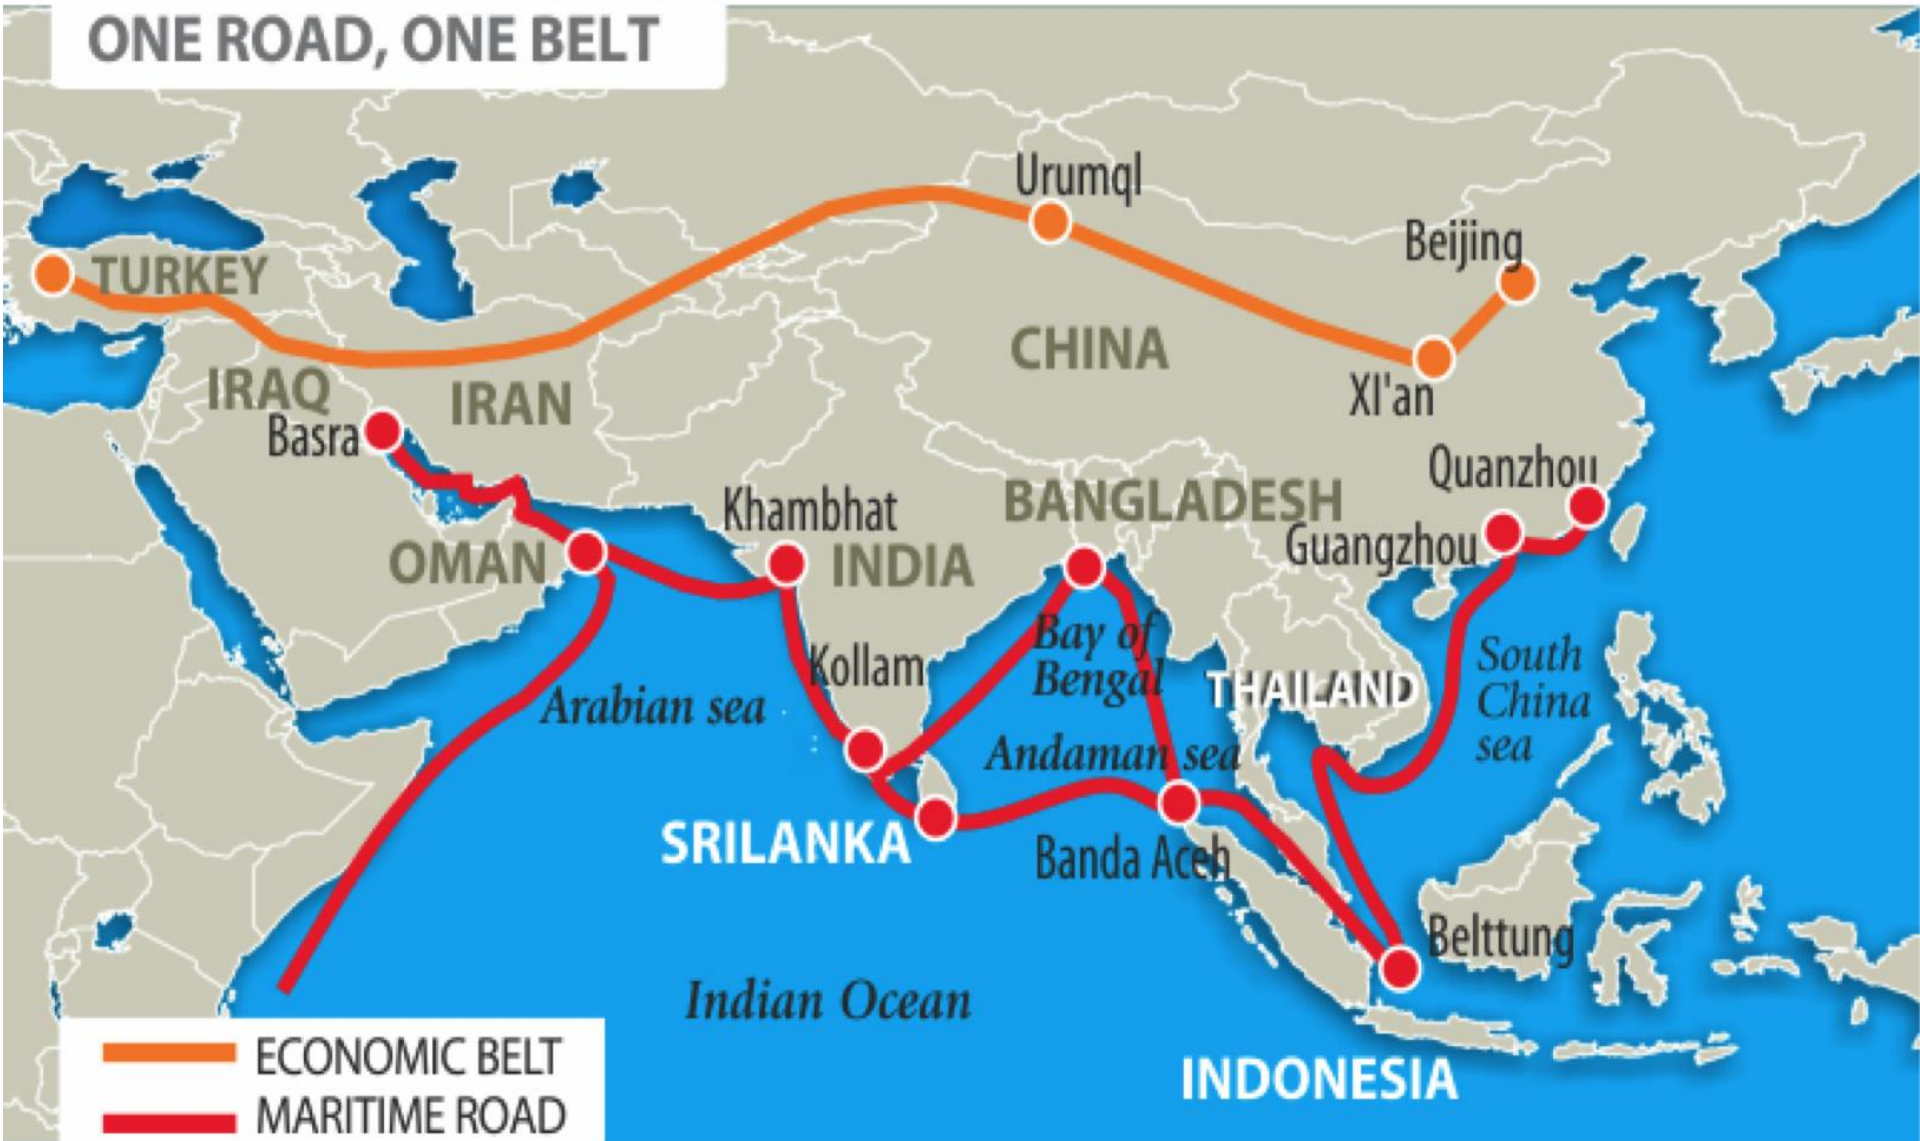 ONE ROAD, ONE BELT
Urumql
Beijing
TURKEY
CHINA
IRAQ
IRAN
XI'an
Basra
Quanzhou
Khambhat
BANGLADESH
Guangzhou
OMAN
INDIA
Bay of
Bengal
Kollam
South
China
sea
THAILAND
Arabian sea
Andaman sea
SRILANKA
Banda Aceh
Belttung
Indian Ocean
INDONESIA
ECONOMIC BELT
MARITIME ROAD